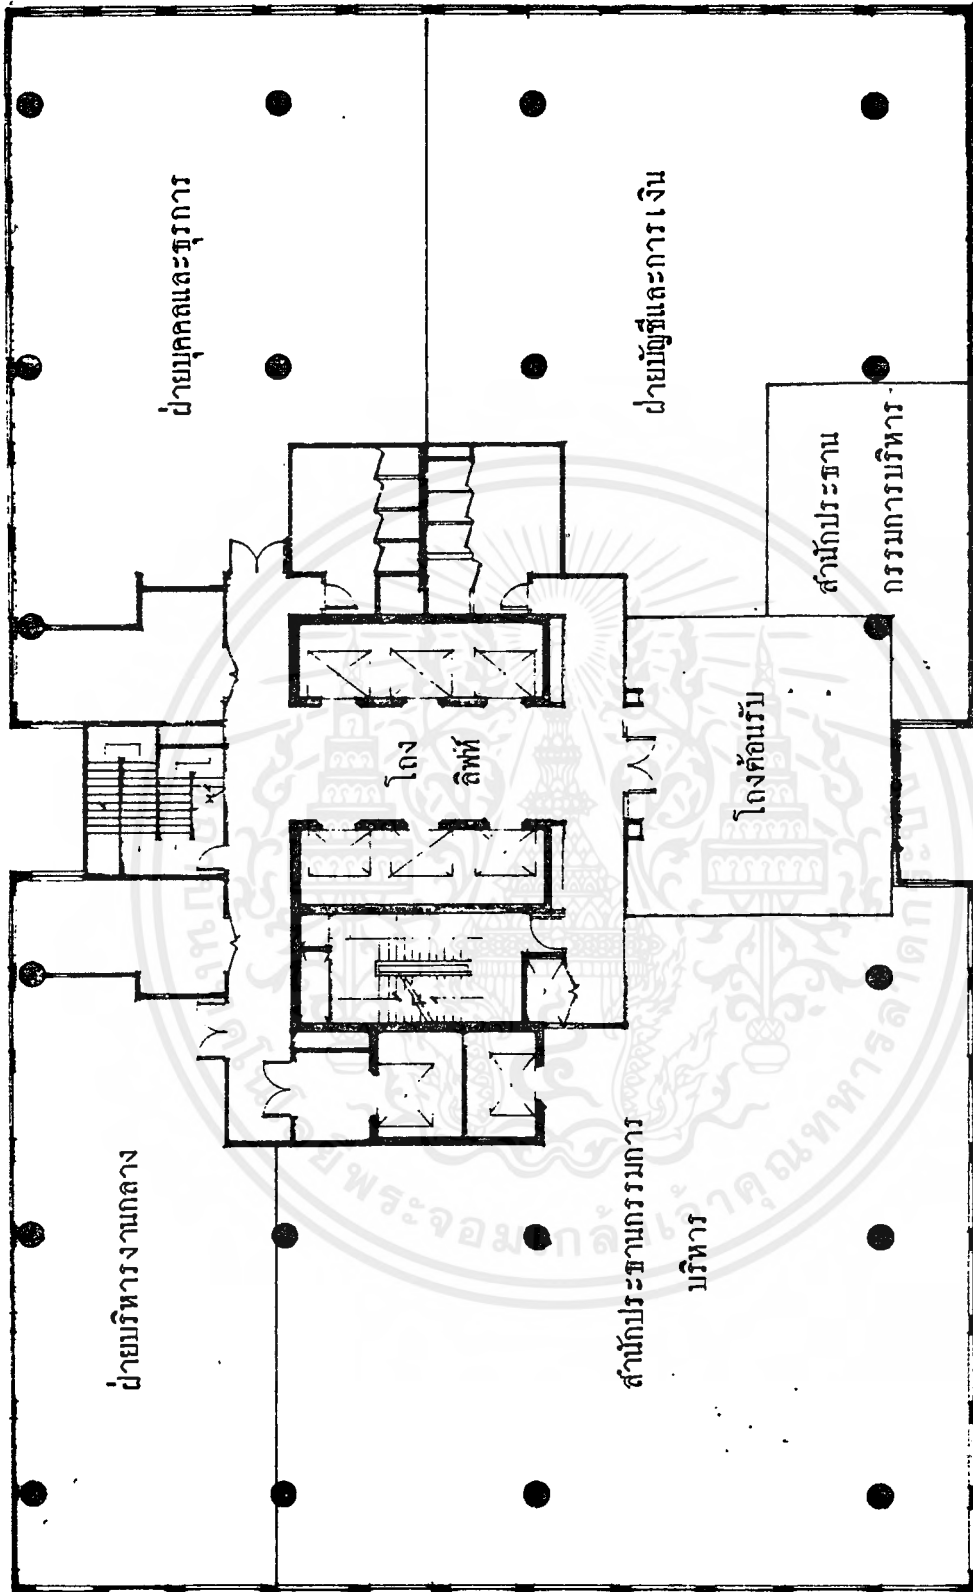 ฝ่ายบุคคลและธุรการ
ฝ่ายบัญชีและการเงิน
สำนักประธาน
กรรมการบริหาร
โถง
ลิฟท์
โถงต้อนรับ
ฝ่ายบริหารงานกลาง
สำนักประธานกรรมการ
บริหาร